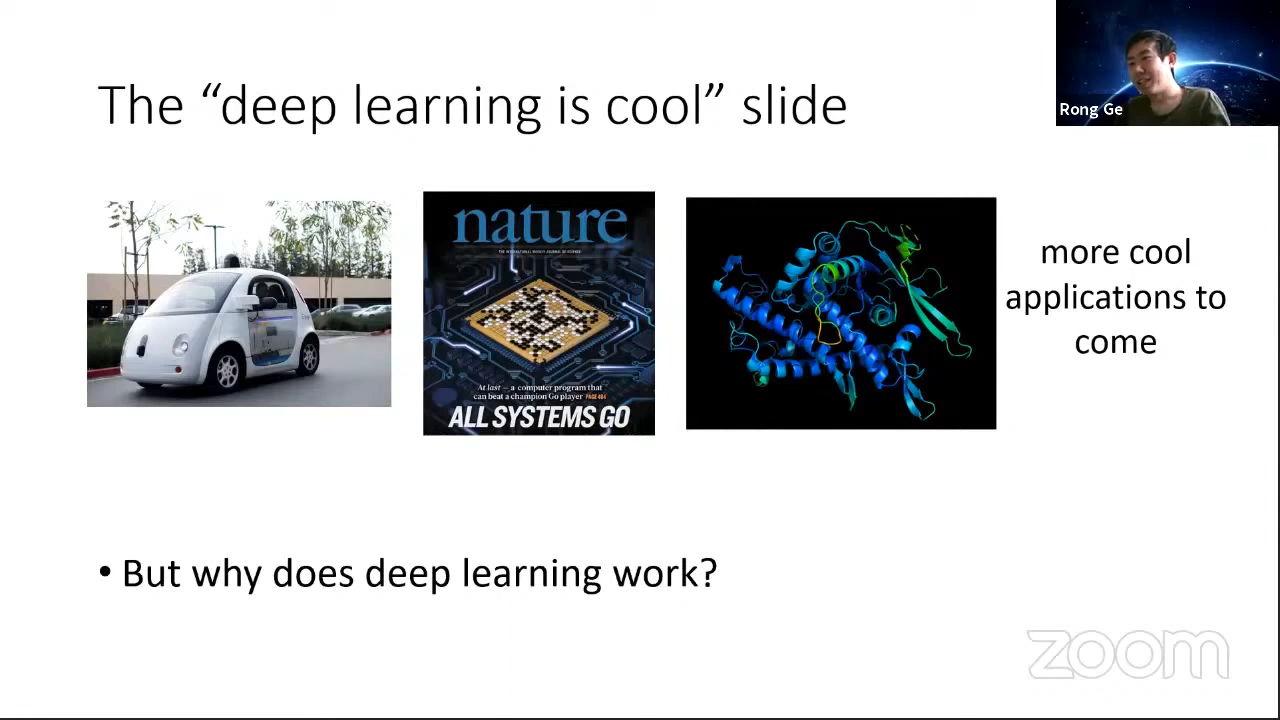 The “deep learning is cool” slide
Rong Ge
nature
THE INTERNATIONAL WEEKLY JOURNAL OF SCIENCE
At last — a computer program that
can beat a champion Go player PAGE 484
ALL SYSTEMS GO
more cool
applications to
come
• But why does deep learning work?
zoom